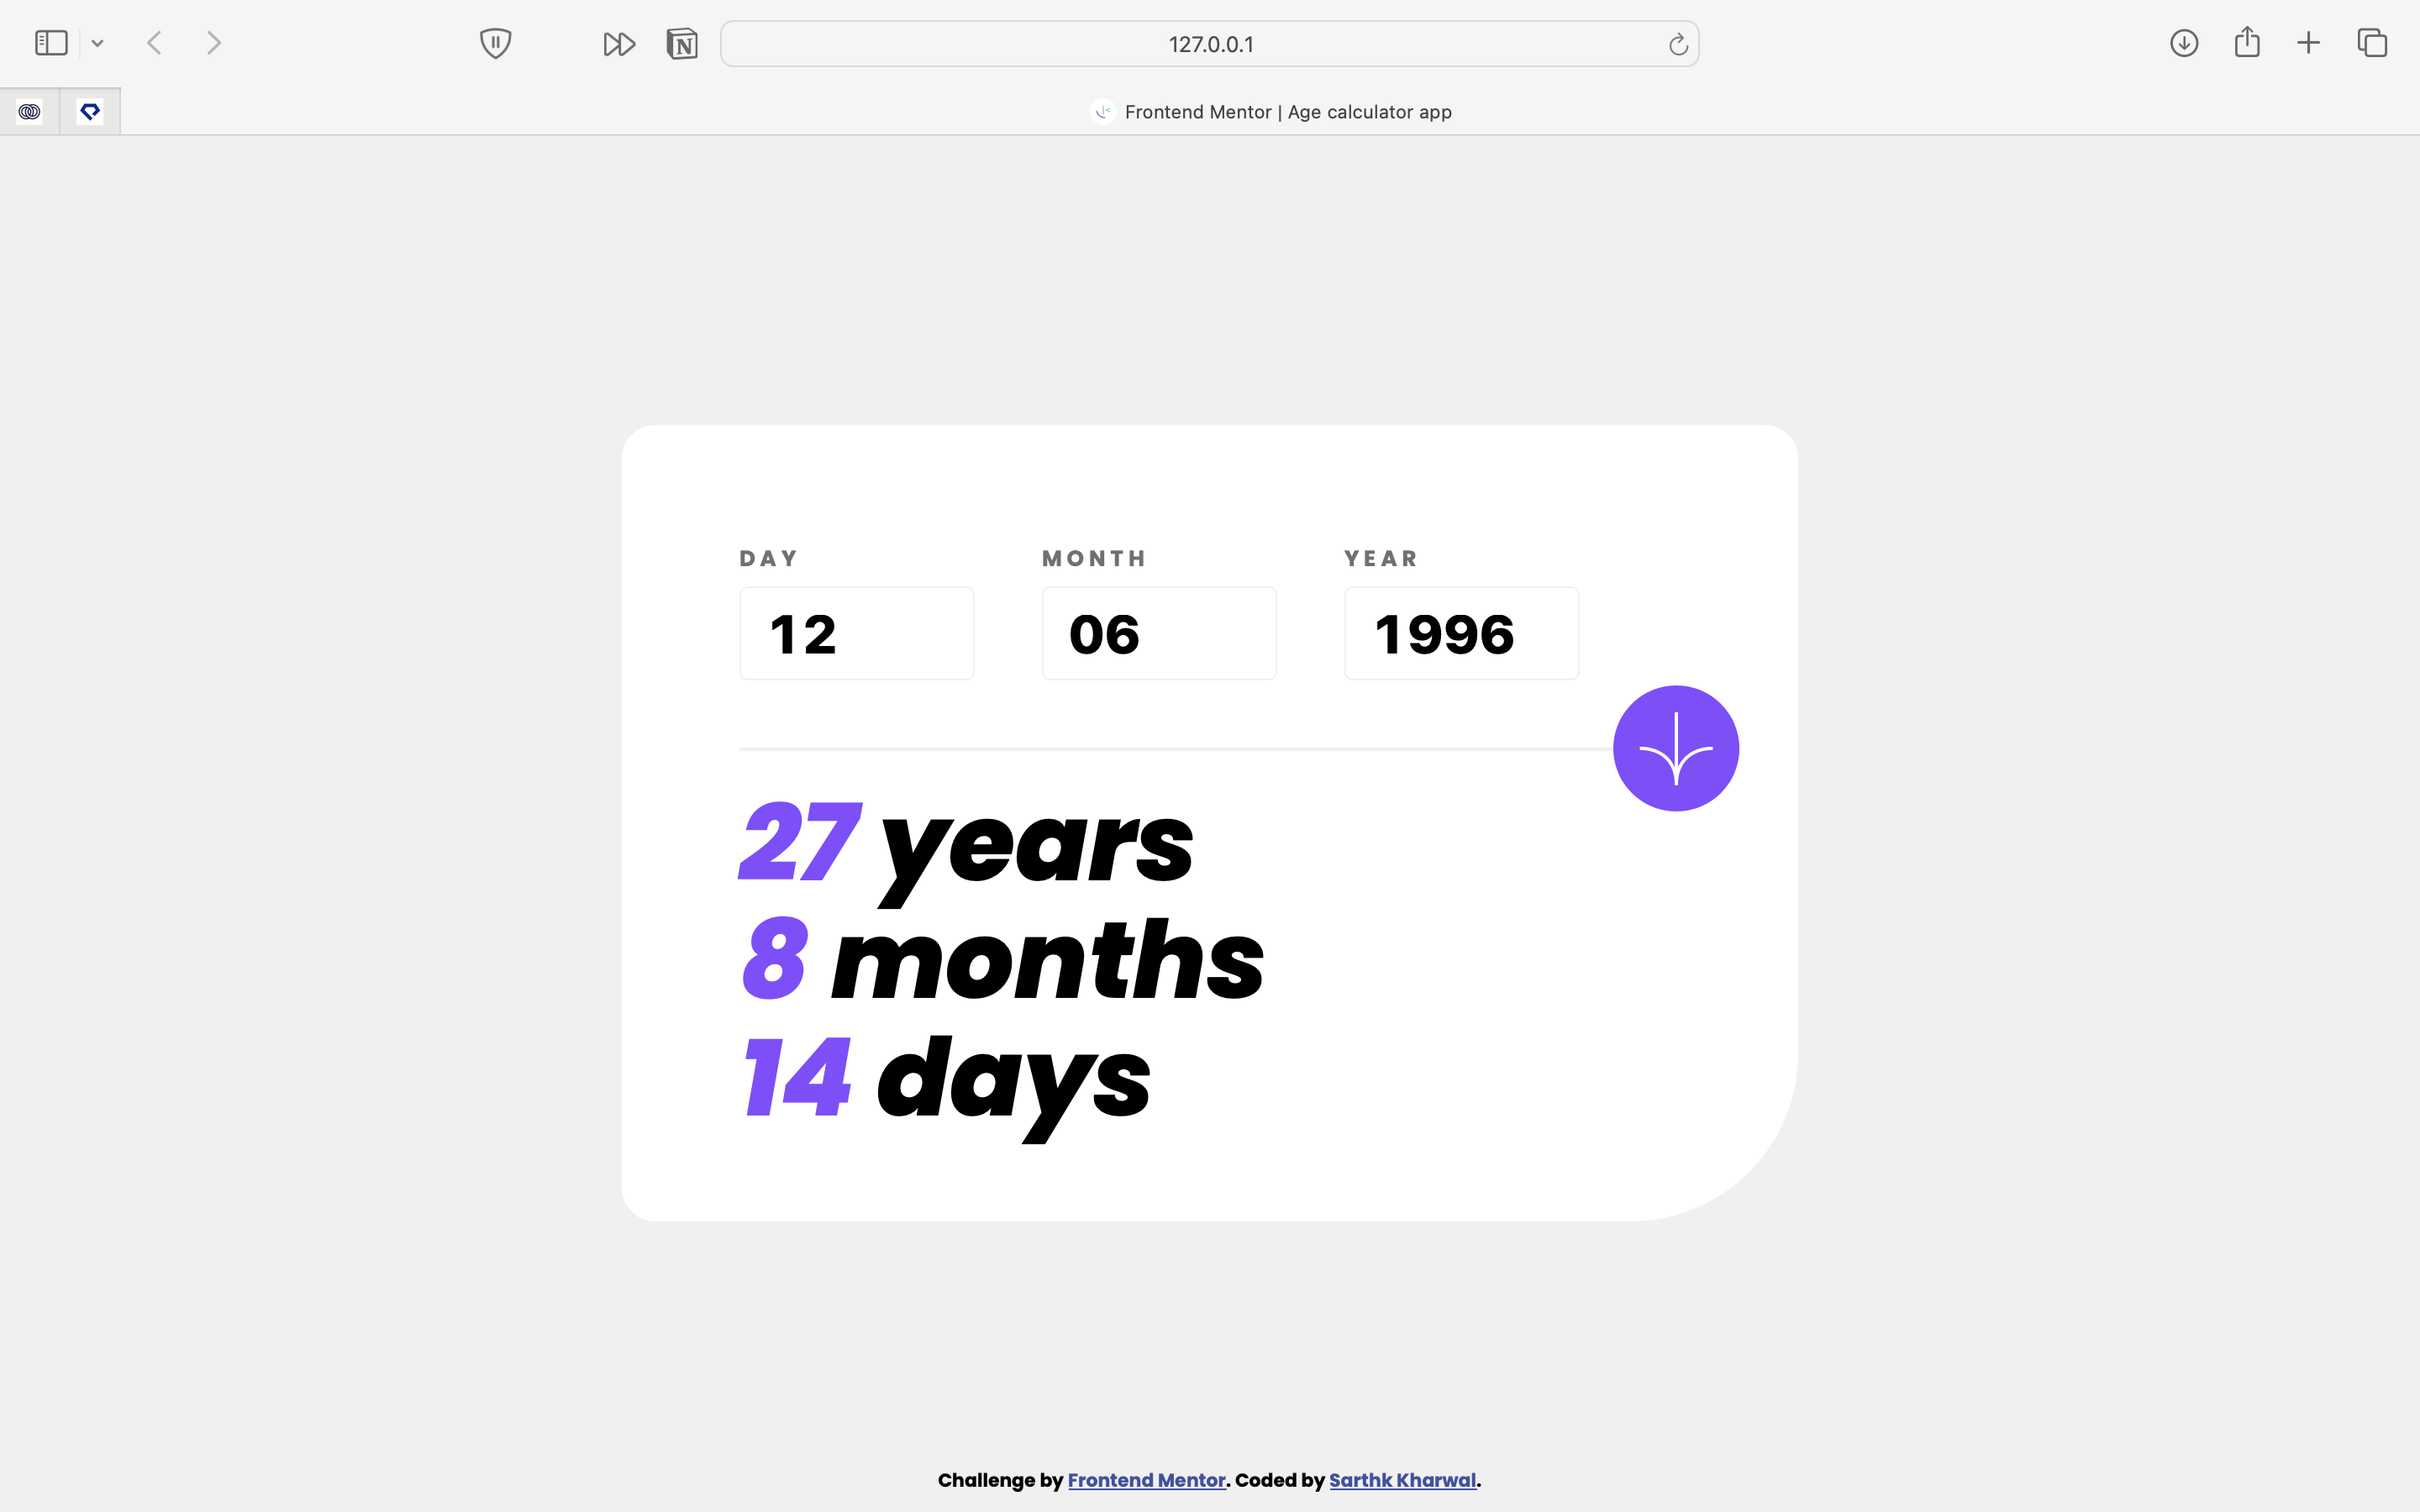 127.0.0.1
Frontend Mentor | Age calculator app
DAY MONTH YEAR
12 06 1996
27 years
8 months
14 days
Challenge by Frontend Mentor. Coded by Sarthk Kharwal.